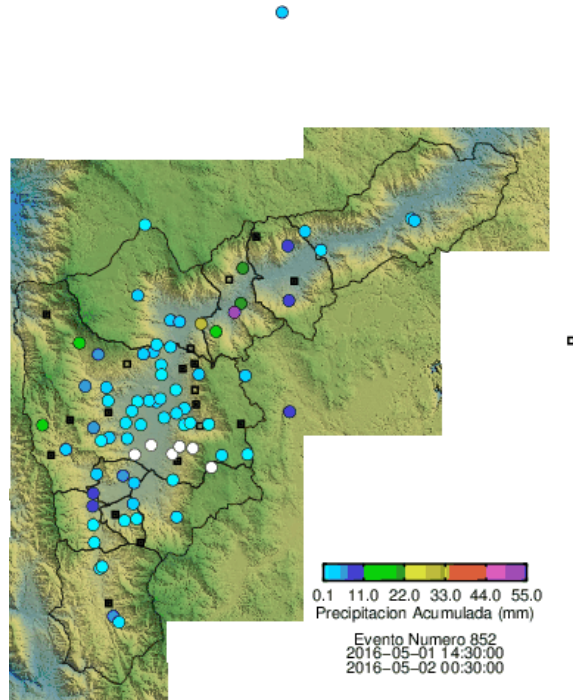 0.1 11.0 22.0 33.0 44.0 55.0
Precipitacion Acumulada (mm)
Evento Numero 852
2016-05-01 14:30:00
2016-05-02 00:30:00